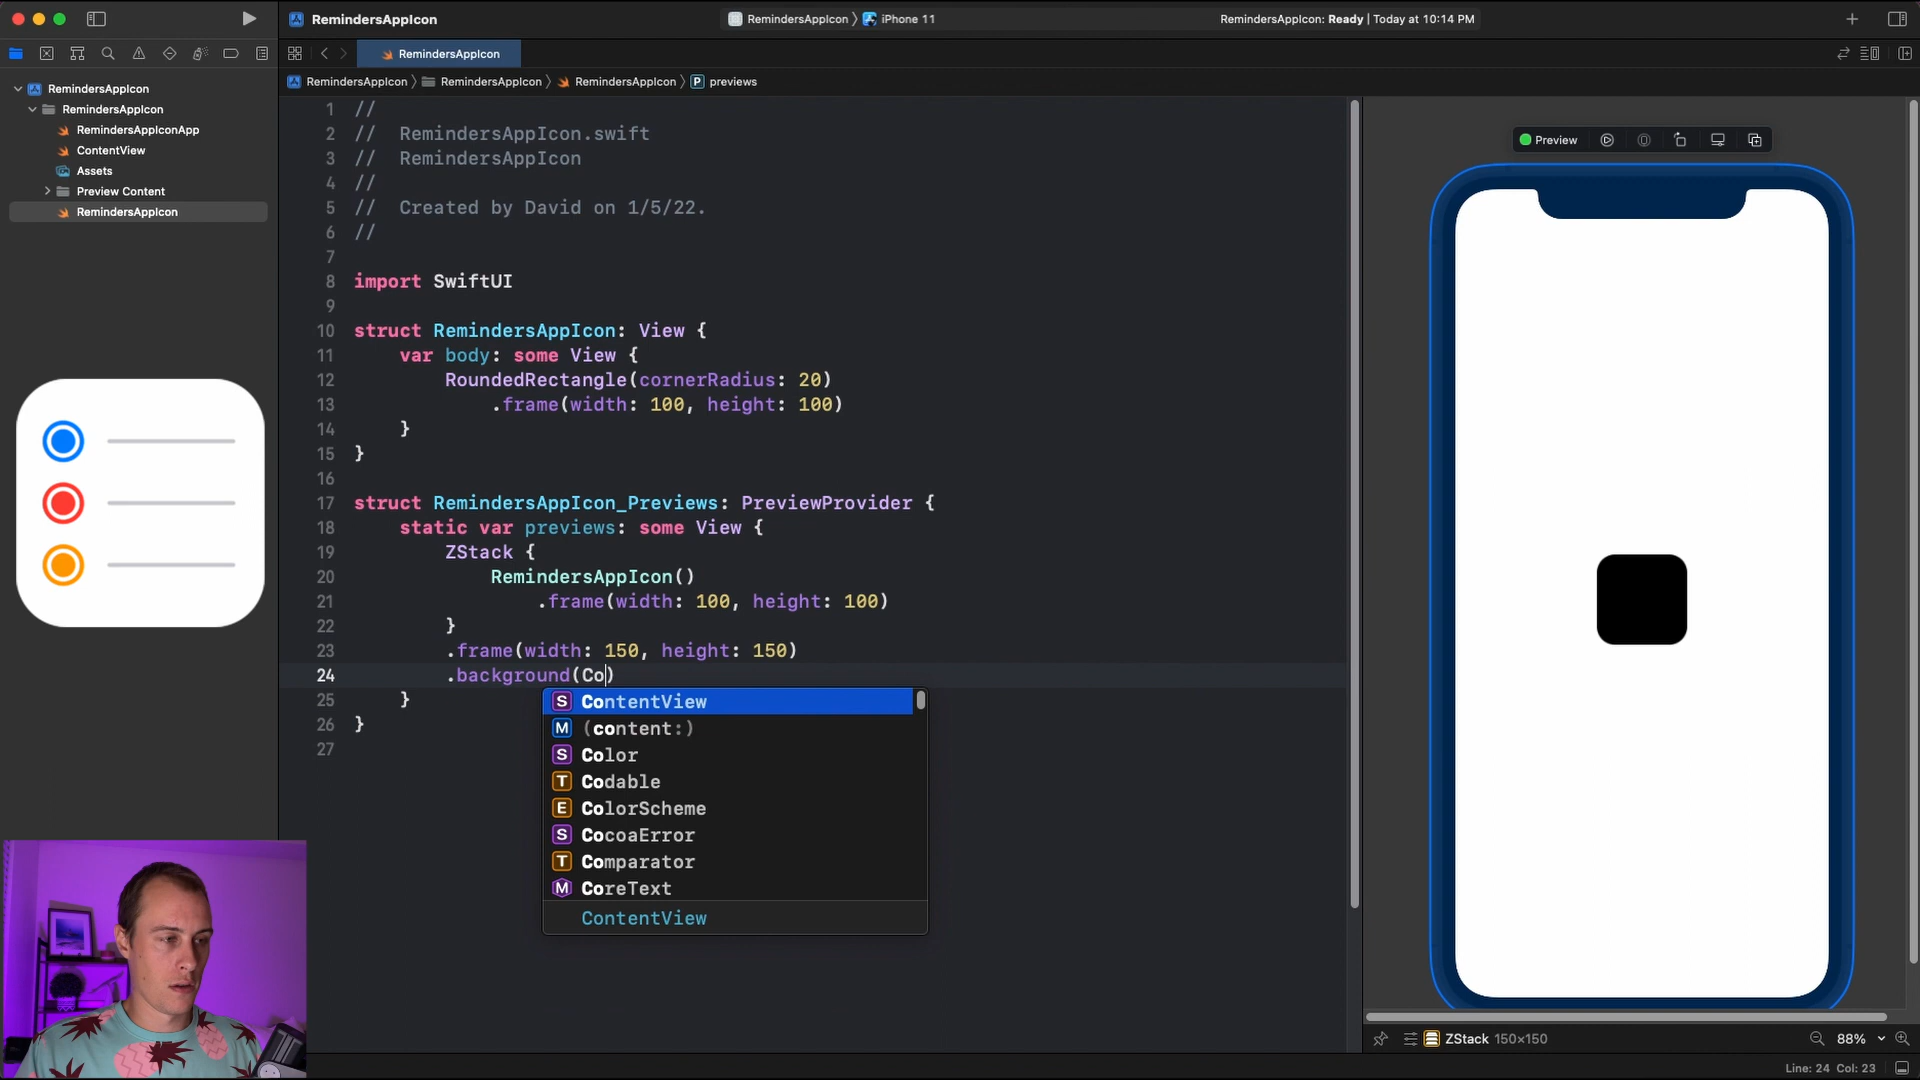 RemindersAppIcon
RemindersAppIcon
iPhone 11
RemindersAppIcon: Ready | Today at 10:14 PM
RemindersAppIcon
RemindersAppIcon
RemindersAppIcon
RemindersAppIcon
previews
RemindersAppIcon
RemindersAppIcon
RemindersAppIconApp
ContentView
Assets
Preview Content
RemindersAppIcon
1 //
2 // RemindersAppIcon.swift
3 // RemindersAppIcon
4 //
5 // Created by David on 1/5/22.
6 //
7
8 import SwiftUI
9
10 struct RemindersAppIcon: View {
11 var body: some View {
12 RoundedRectangle(cornerRadius: 20)
13 .frame(width: 100, height: 100)
14 }
15 }
16
17 struct RemindersAppIcon_Previews: PreviewProvider {
18 static var previews: some View {
19 ZStack {
20 RemindersAppIcon()
21 .frame(width: 100, height: 100)
22 }
23 .frame(width: 150, height: 150)
24 .background(Co)
25 }
26 }
27
S ContentView
M (content:)
S Color
T Codable
E ColorScheme
S CocoaError
T Comparator
M CoreText
ContentView
Preview
ZStack 150×150
88%
Line: 24 Col: 23